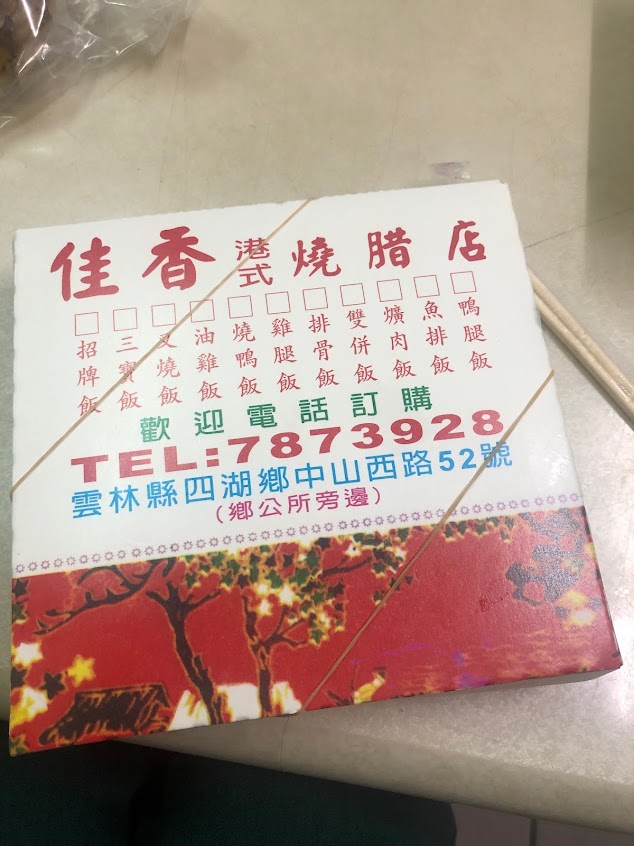 佳香港式燒腊店
□招牌飯 □三寶飯 □叉燒飯 □油雞飯 □燒鴨飯 □雞腿飯 □排骨飯 □雙併飯 □爌肉飯 □魚排飯 □鴨腿飯
歡迎電話訂購
TEL:7873928
雲林縣四湖鄉中山西路52號
(鄉公所旁邊)